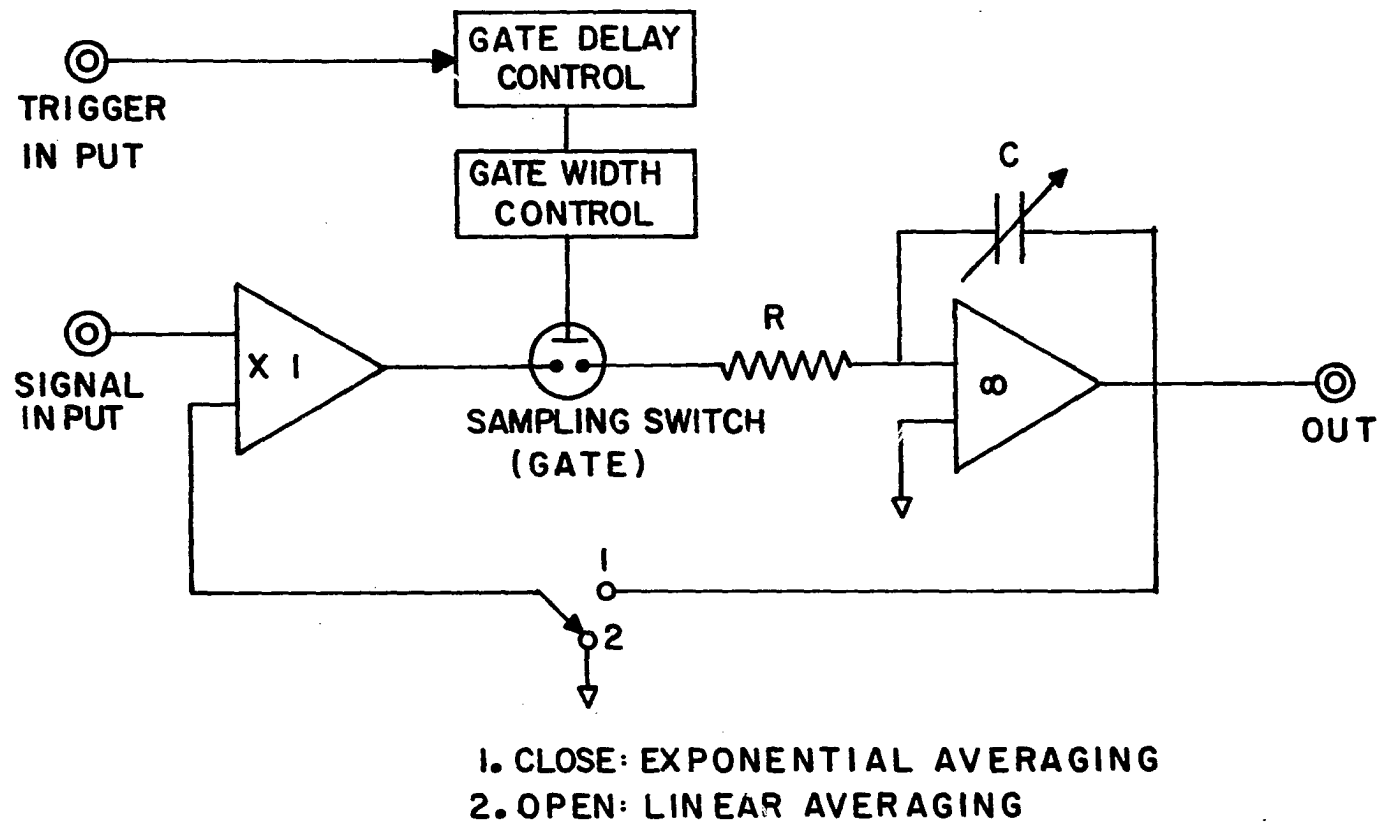 GATE DELAY
CONTROL
TRIGGER
IN PUT
GATE WIDTH
CONTROL
C
R
X 1
∞
SIGNAL
IN PUT
SAMPLING SWITCH
(GATE)
OUT
1
2
1. CLOSE: EXPONENTIAL AVERAGING
2. OPEN: LINEAR AVERAGING